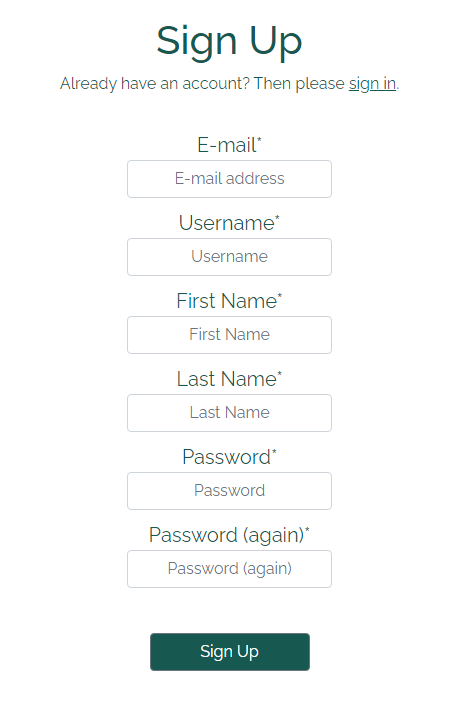 Sign Up
Already have an account? Then please sign in.
E-mail*
E-mail address
Username*
Username
First Name*
First Name
Last Name*
Last Name
Password*
Password
Password (again)*
Password (again)
Sign Up